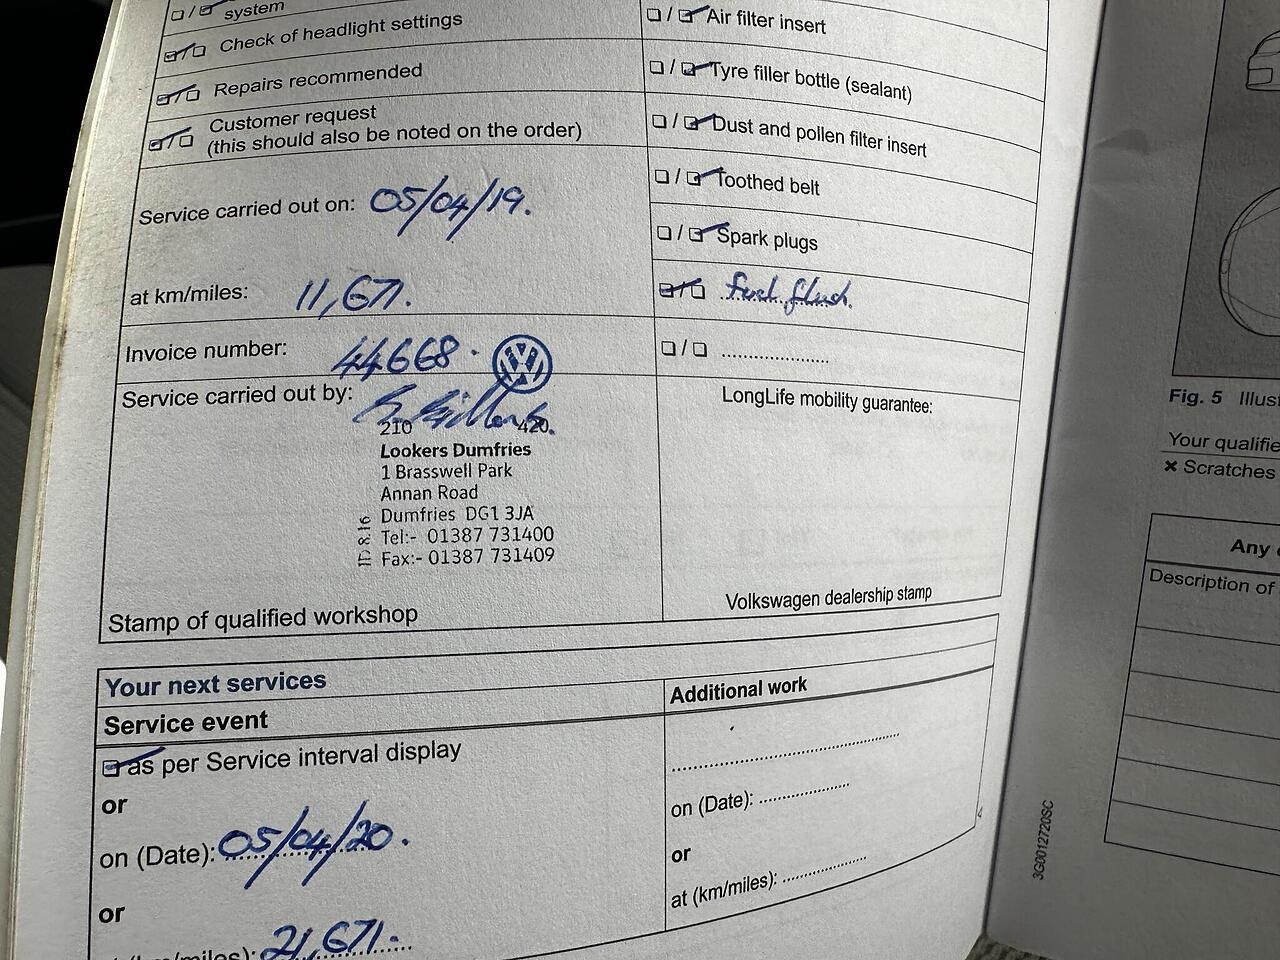 system
Check of headlight settings
Repairs recommended
Customer request
(this should also be noted on the order)
Service carried out on: 05/04/19.
at km/miles: 11,671.
Invoice number: 44668.
Service carried out by:
210 420
Lookers Dumfries
1 Brasswell Park
Annan Road
Dumfries DG1 3JA
Tel:- 01387 731400
Fax:- 01387 731409
Stamp of qualified workshop
Air filter insert
Tyre filler bottle (sealant)
Dust and pollen filter insert
Toothed belt
Spark plugs
fuel flush.
LongLife mobility guarantee:
Volkswagen dealership stamp
Your next services
Service event
as per Service interval display
or
on (Date): 05/04/20.
or
21,671.
Additional work
on (Date):
or
at (km/miles):
3G0012720SC
Fig. 5 Illus
Your qualifie
Scratches
Any
Description of